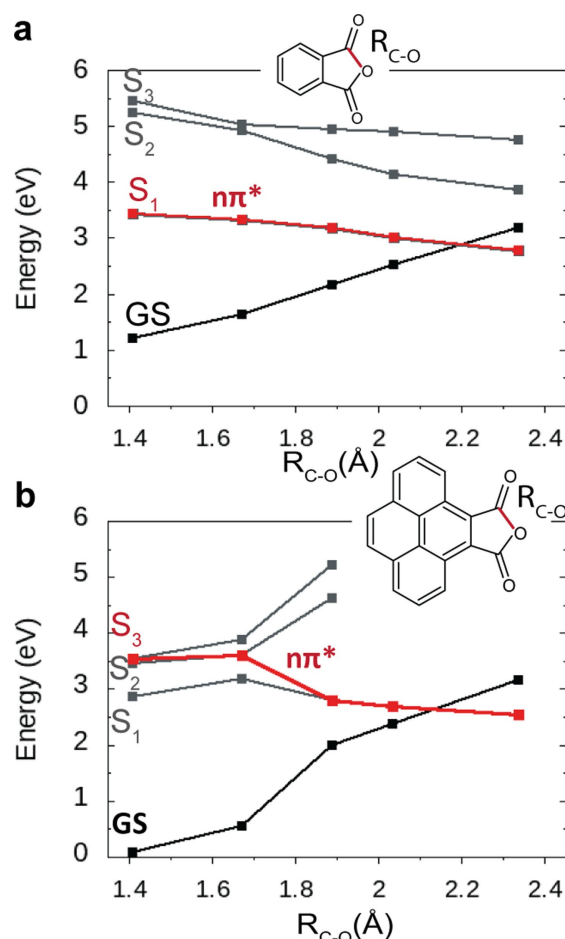 a
R_C-O
O
O
O
6
S₃
5
S₂
4
S₁ nπ*
3
2
GS
1
0
Energy (eV)
1.4 1.6 1.8 2 2.2 2.4
R_C-O(Å)
b
R_C-O
O
O
O
6
5
4
S₃
nπ*
3
S₂
S₁
2
1
GS
0
Energy (eV)
1.4 1.6 1.8 2 2.2 2.4
R_C-O(Å)